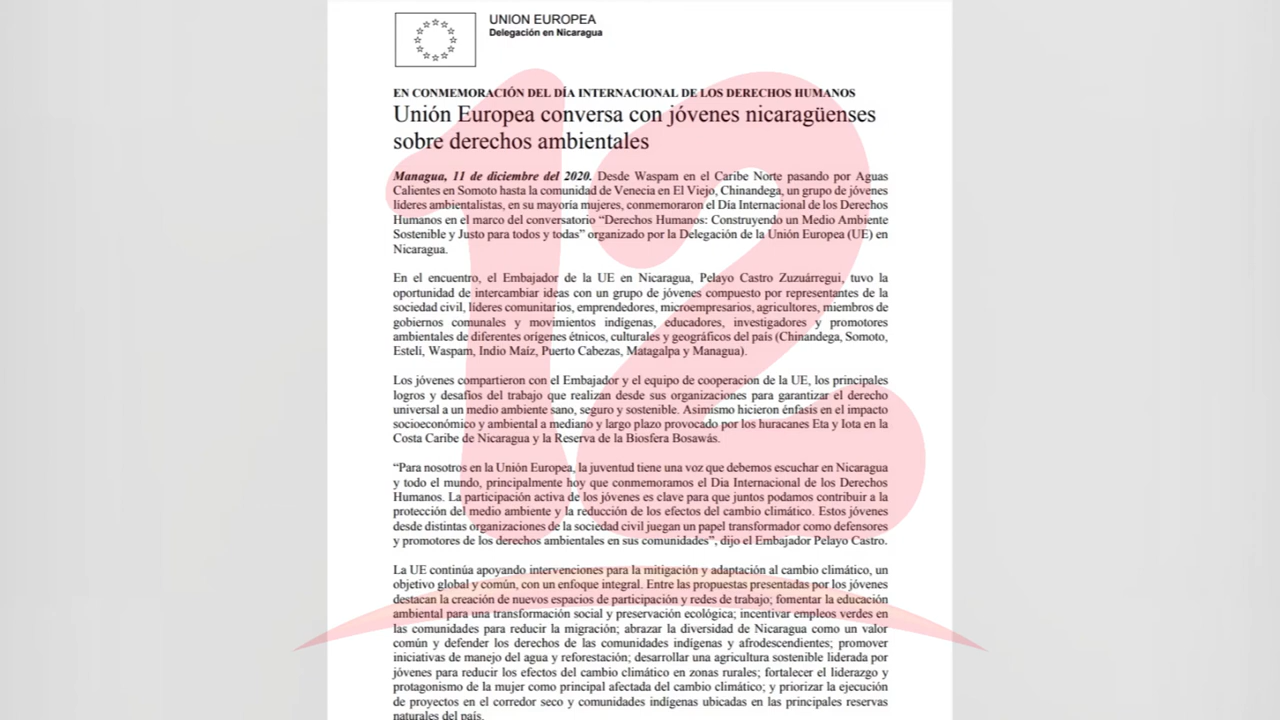 UNION EUROPEA
Delegación en Nicaragua
EN CONMEMORACIÓN DEL DÍA INTERNACIONAL DE LOS DERECHOS HUMANOS
Unión Europea conversa con jóvenes nicaragüenses
sobre derechos ambientales
Managua, 11 de diciembre del 2020. Desde Waspam en el Caribe Norte pasando por Aguas
Calientes en Somoto hasta la comunidad de Venecia en El Viejo, Chinandega, un grupo de jóvenes
líderes ambientalistas, en su mayoría mujeres, conmemoraron el Día Internacional de los Derechos
Humanos en el marco del conversatorio “Derechos Humanos: Construyendo un Medio Ambiente
Sostenible y Justo para todos y todas” organizado por la Delegación de la Unión Europea (UE) en
Nicaragua.
En el encuentro, el Embajador de la UE en Nicaragua, Pelayo Castro Zuzuárregui, tuvo la
oportunidad de intercambiar ideas con un grupo de jóvenes compuesto por representantes de la
sociedad civil, líderes comunitarios, emprendedores, microempresarios, agricultores, miembros de
gobiernos comunales y movimientos indígenas, educadores, investigadores y promotores
ambientales de diferentes orígenes étnicos, culturales y geográficos del país (Chinandega, Somoto,
Estelí, Waspam, Indio Maíz, Puerto Cabezas, Matagalpa y Managua).
Los jóvenes compartieron con el Embajador y el equipo de cooperacion de la UE, los principales
logros y desafíos del trabajo que realizan desde sus organizaciones para garantizar el derecho
universal a un medio ambiente sano, seguro y sostenible. Asimismo hicieron énfasis en el impacto
socioeconómico y ambiental a mediano y largo plazo provocado por los huracanes Eta y Iota en la
Costa Caribe de Nicaragua y la Reserva de la Biosfera Bosawás.
“Para nosotros en la Unión Europea, la juventud tiene una voz que debemos escuchar en Nicaragua
y todo el mundo, principalmente hoy que conmemoramos el Dia Internacional de los Derechos
Humanos. La participación activa de los jóvenes es clave para que juntos podamos contribuir a la
protección del medio ambiente y la reducción de los efectos del cambio climático. Estos jóvenes
desde distintas organizaciones de la sociedad civil juegan un papel transformador como defensores
y promotores de los derechos ambientales en sus comunidades”, dijo el Embajador Pelayo Castro.
La UE continúa apoyando intervenciones para la mitigación y adaptación al cambio climático, un
objetivo global y común, con un enfoque integral. Entre las propuestas presentadas por los jóvenes
destacan la creación de nuevos espacios de participación y redes de trabajo; fomentar la educación
ambiental para una transformación social y preservación ecológica; incentivar empleos verdes en
las comunidades para reducir la migración; abrazar la diversidad de Nicaragua como un valor
común y defender los derechos de las comunidades indígenas y afrodescendientes; promover
iniciativas de manejo del agua y reforestación; desarrollar una agricultura sostenible liderada por
jóvenes para reducir los efectos del cambio climático en zonas rurales; fortalecer el liderazgo y
protagonismo de la mujer como principal afectada del cambio climático; y priorizar la ejecución
de proyectos en el corredor seco y comunidades indígenas ubicadas en las principales reservas
naturales del país.
12